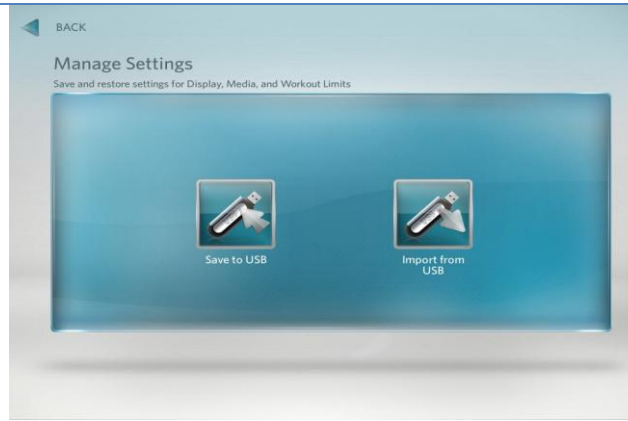 BACK
Manage Settings
Save and restore settings for Display, Media, and Workout Limits
Save to USB
Import from
USB